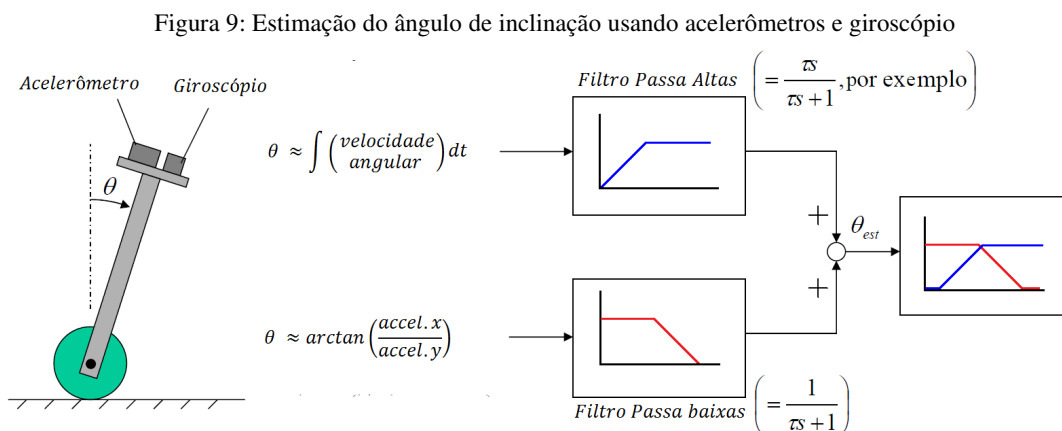 Figura 9: Estimação do ângulo de inclinação usando acelerômetros e giroscópio
Acelerômetro
Giroscópio
θ
θ ≈ ∫ (velocidade angular) dt
Filtro Passa Altas
( = τs / τs + 1 , por exemplo )
+
+
θest
θ ≈ arctan (accel.x / accel.y)
Filtro Passa baixas
( = 1 / τs + 1 )